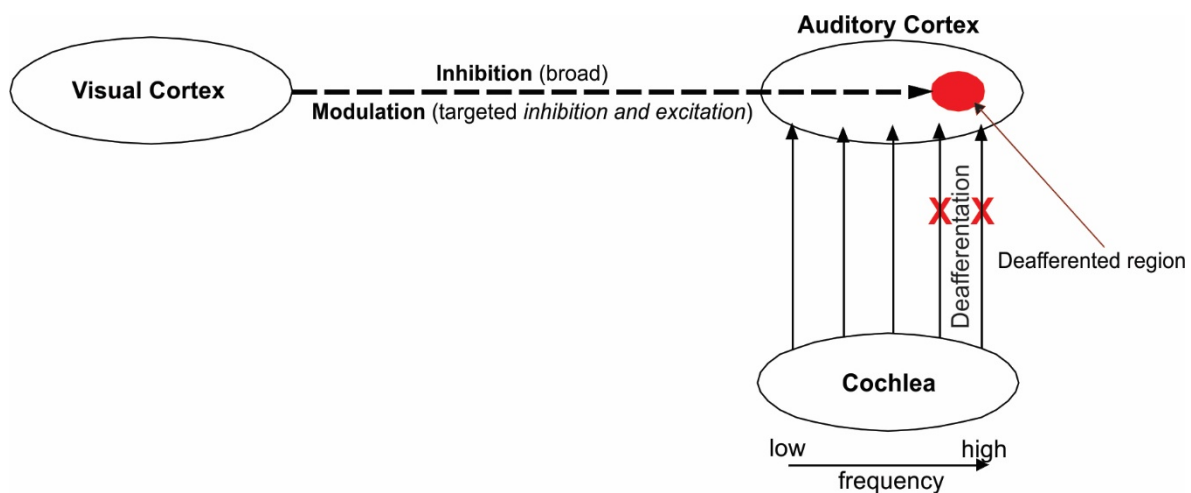 Auditory Cortex
Visual Cortex
Inhibition (broad)
Modulation (targeted inhibition and excitation)
X X
Deafferentation
Deafferented region
Cochlea
low high
frequency